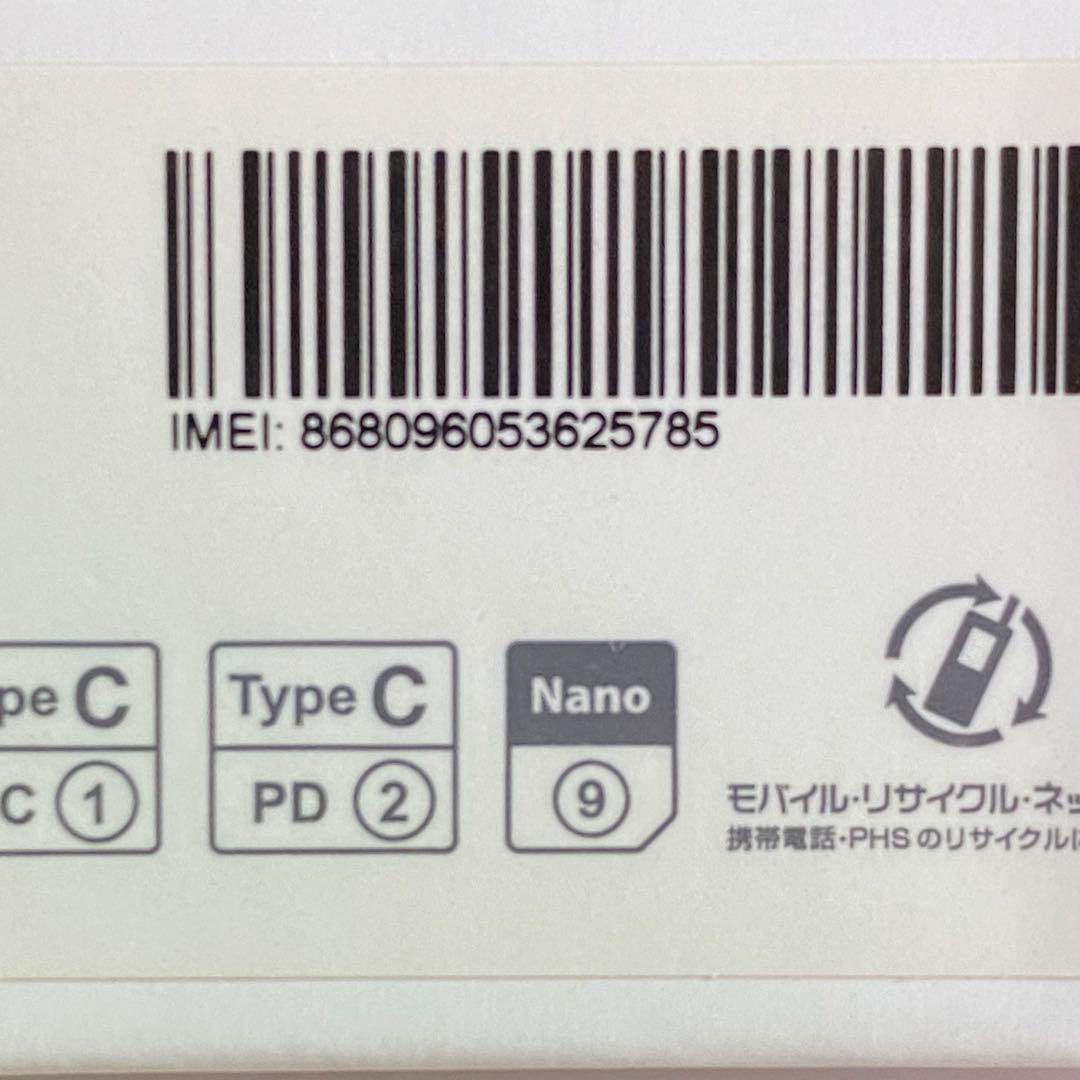 IMEI: 868096053625785
pe C
Type C
Nano
C ①
PD ②
⑨
モバイル・リサイクル・ネッ
携帯電話・PHSのリサイクルに